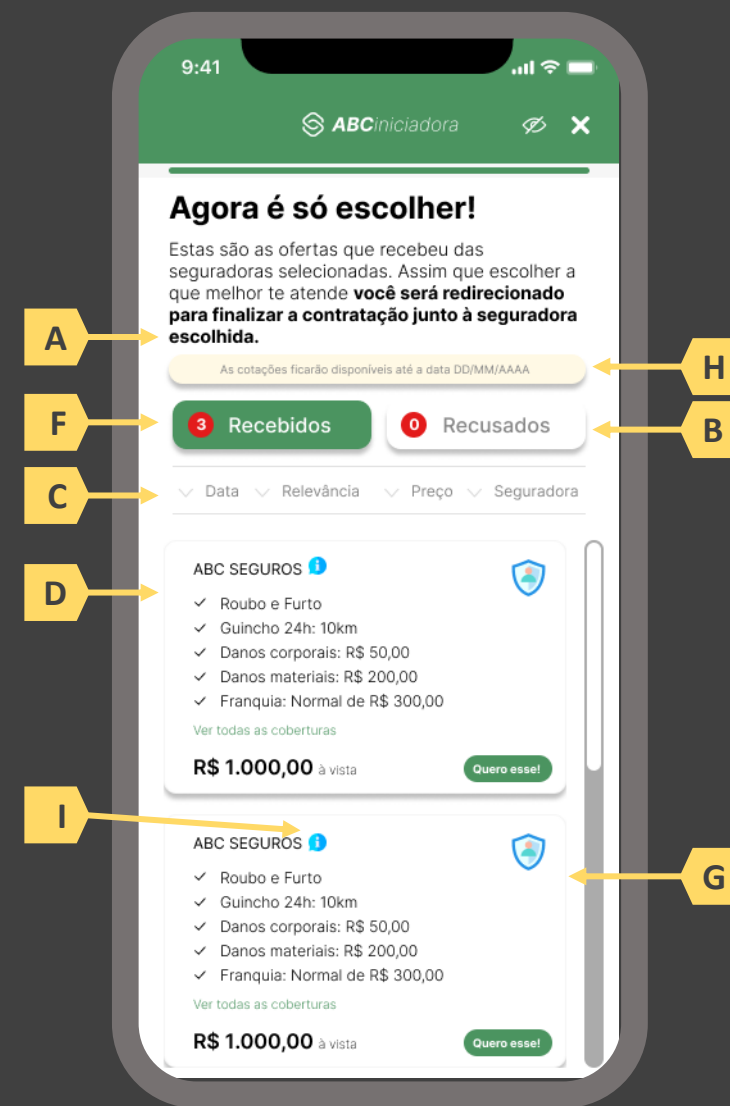 9:41
ABCiniciadora
Agora é só escolher!
Estas são as ofertas que recebeu das
seguradoras selecionadas. Assim que escolher a
que melhor te atende você será redirecionado
para finalizar a contratação junto à seguradora
escolhida.
A
As cotações ficarão disponíveis até a data DD/MM/AAAA
H
F
3 Recebidos
0 Recusados
B
C
Data Relevância Preço Seguradora
D
ABC SEGUROS i
Roubo e Furto
Guincho 24h: 10km
Danos corporais: R$ 50,00
Danos materiais: R$ 200,00
Franquia: Normal de R$ 300,00
Ver todas as coberturas
R$ 1.000,00 à vista
Quero esse!
I
ABC SEGUROS i
Roubo e Furto
G
Guincho 24h: 10km
Danos corporais: R$ 50,00
Danos materiais: R$ 200,00
Franquia: Normal de R$ 300,00
Ver todas as coberturas
R$ 1.000,00 à vista
Quero esse!